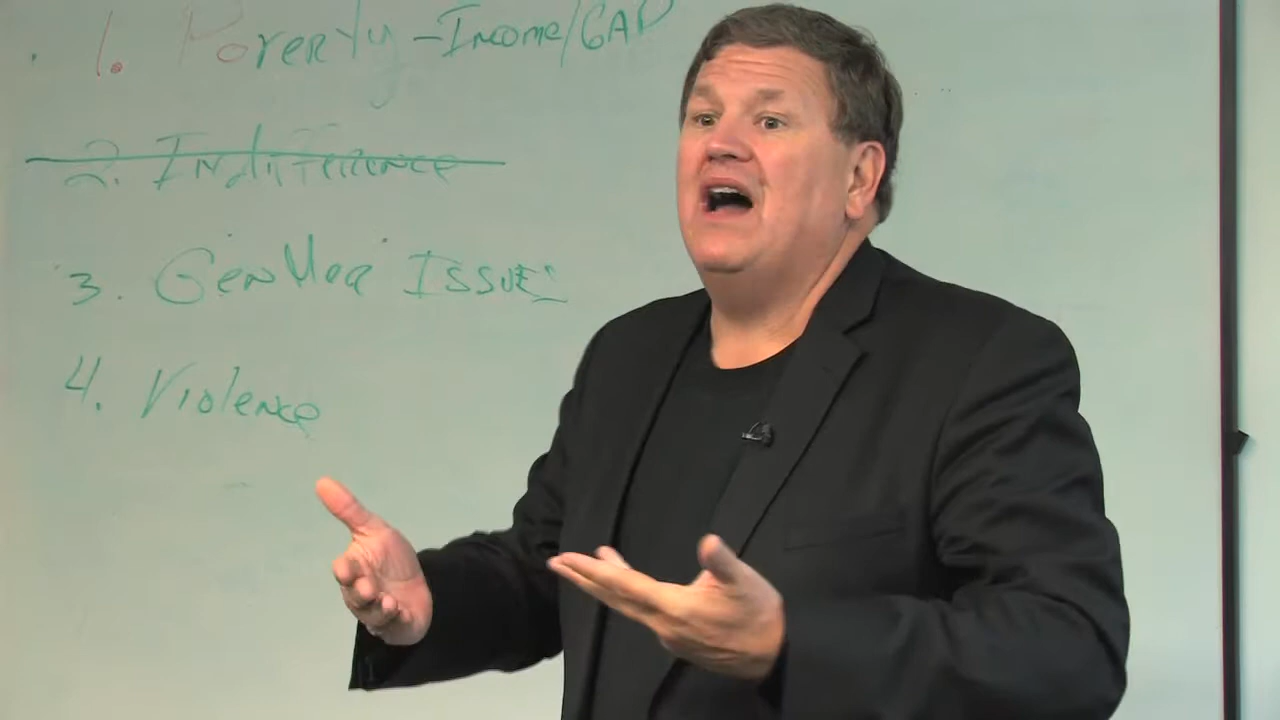 1. Poverty - Income/GAP
2. Indifference
3. Gender Issues
4. Violence